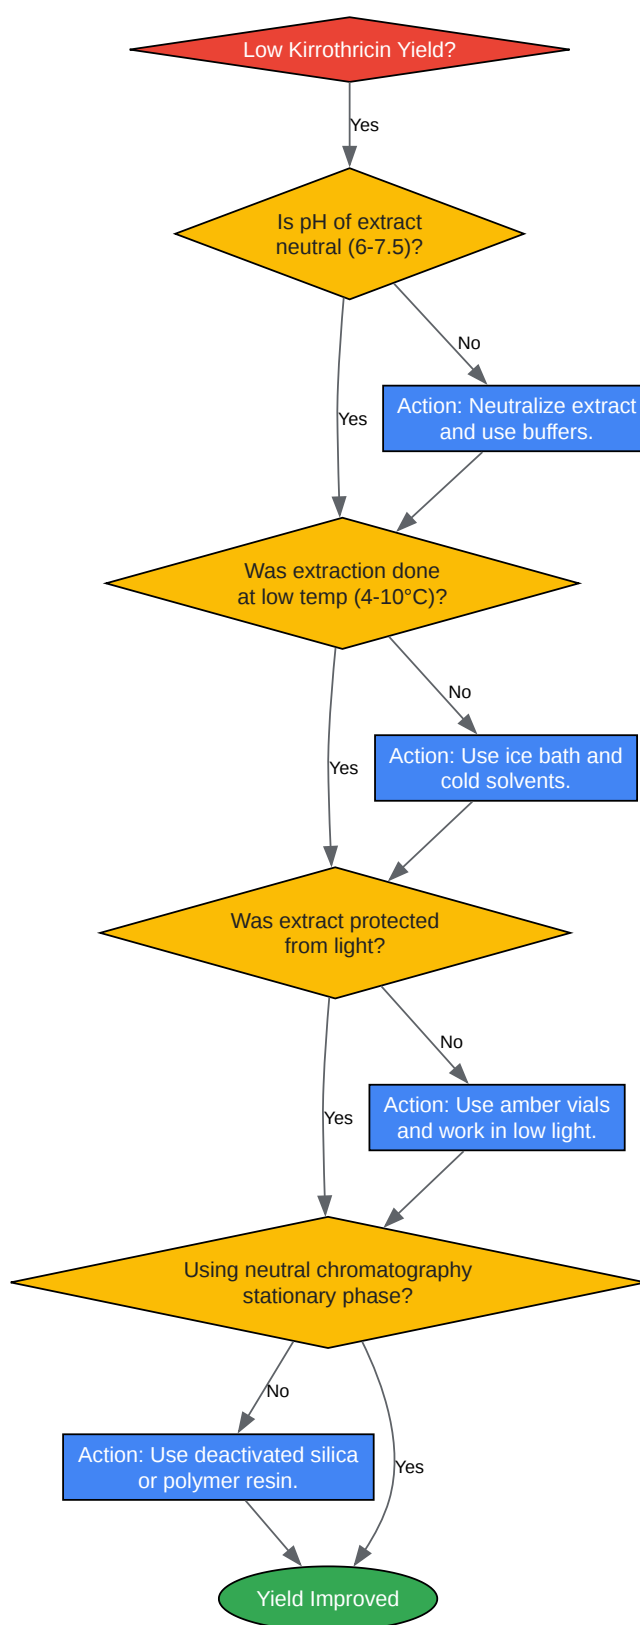 Low Kirrothricin Yield?
Yes
Is pH of extract
neutral (6-7.5)?
No
Action: Neutralize extract
and use buffers.
Yes
Was extraction done
at low temp (4-10°C)?
No
Action: Use ice bath and
cold solvents.
Yes
Was extract protected
from light?
No
Action: Use amber vials
and work in low light.
Yes
Using neutral chromatography
stationary phase?
No
Action: Use deactivated silica
or polymer resin.
Yes
Yield Improved